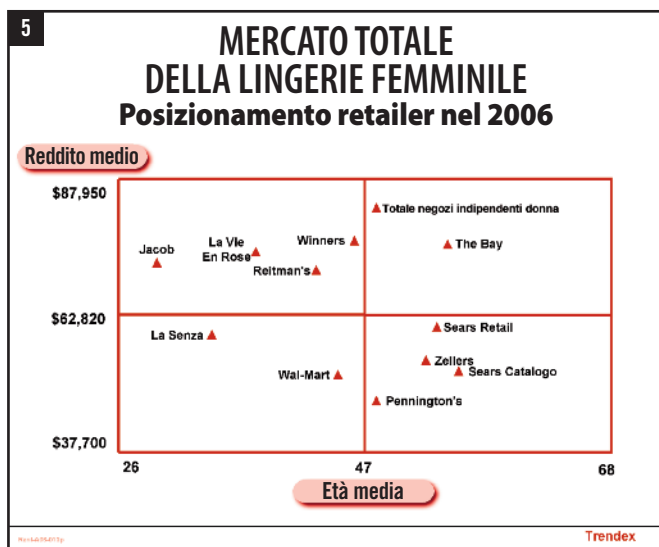 5
MERCATO TOTALE
DELLA LINGERIE FEMMINILE
Posizionamento retailer nel 2006
Reddito medio
$87,950
Totale negozi indipendenti donna
Jacob
La Vie
En Rose
Winners
The Bay
Reitman's
$62,820
La Senza
Sears Retail
Wal-Mart
Zellers
Sears Catalogo
Pennington's
$37,700
26
47
68
Età media
Trendex